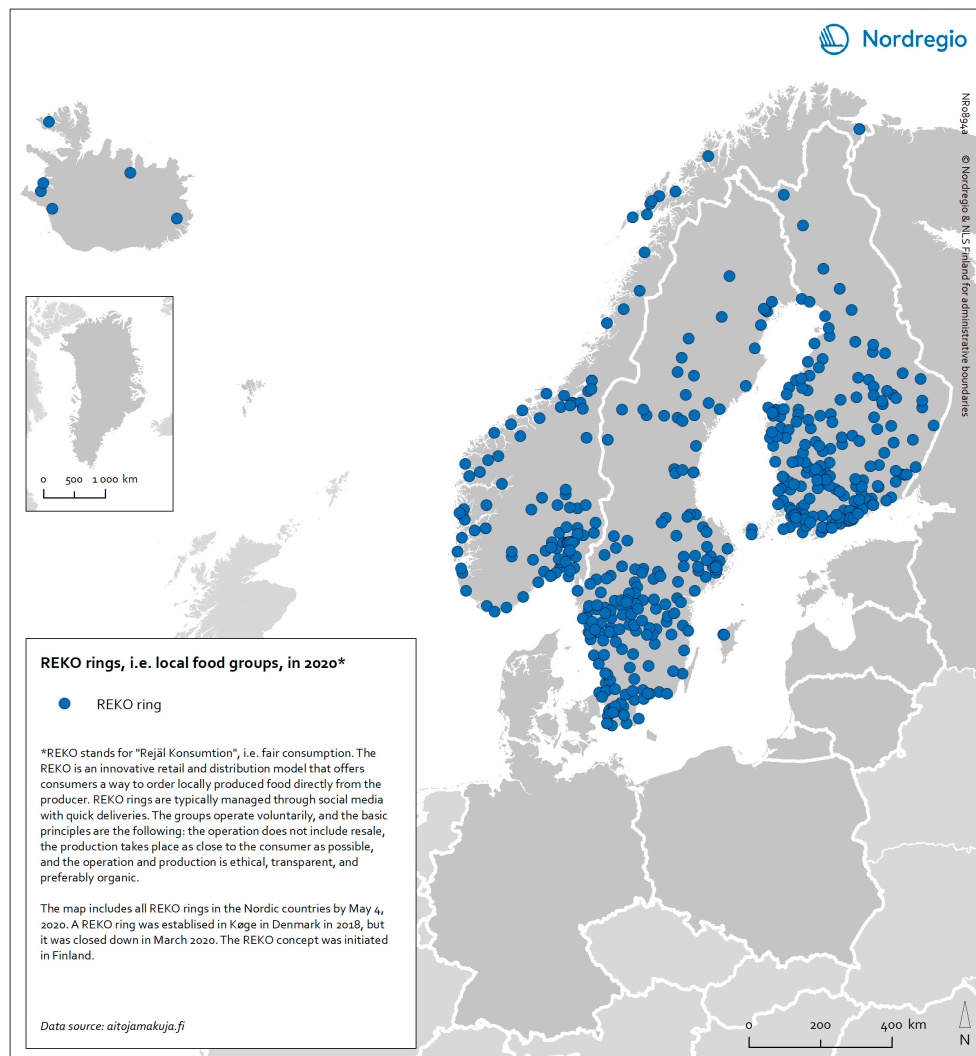 Nordregio
NR0894a © Nordregio & NLS Finland for administrative boundaries
0 500 1 000 km
REKO rings, i.e. local food groups, in 2020*
REKO ring
*REKO stands for "Rejäl Konsumtion", i.e. fair consumption. The
REKO is an innovative retail and distribution model that offers
consumers a way to order locally produced food directly from the
producer. REKO rings are typically managed through social media
with quick deliveries. The groups operate voluntarily, and the basic
principles are the following: the operation does not include resale,
the production takes place as close to the consumer as possible,
and the operation and production is ethical, transparent, and
preferably organic.
The map includes all REKO rings in the Nordic countries by May 4,
2020. A REKO ring was establised in Køge in Denmark in 2018, but
it was closed down in March 2020. The REKO concept was initiated
in Finland.
Data source: aitojamakuja.fi
0 200 400 km
N